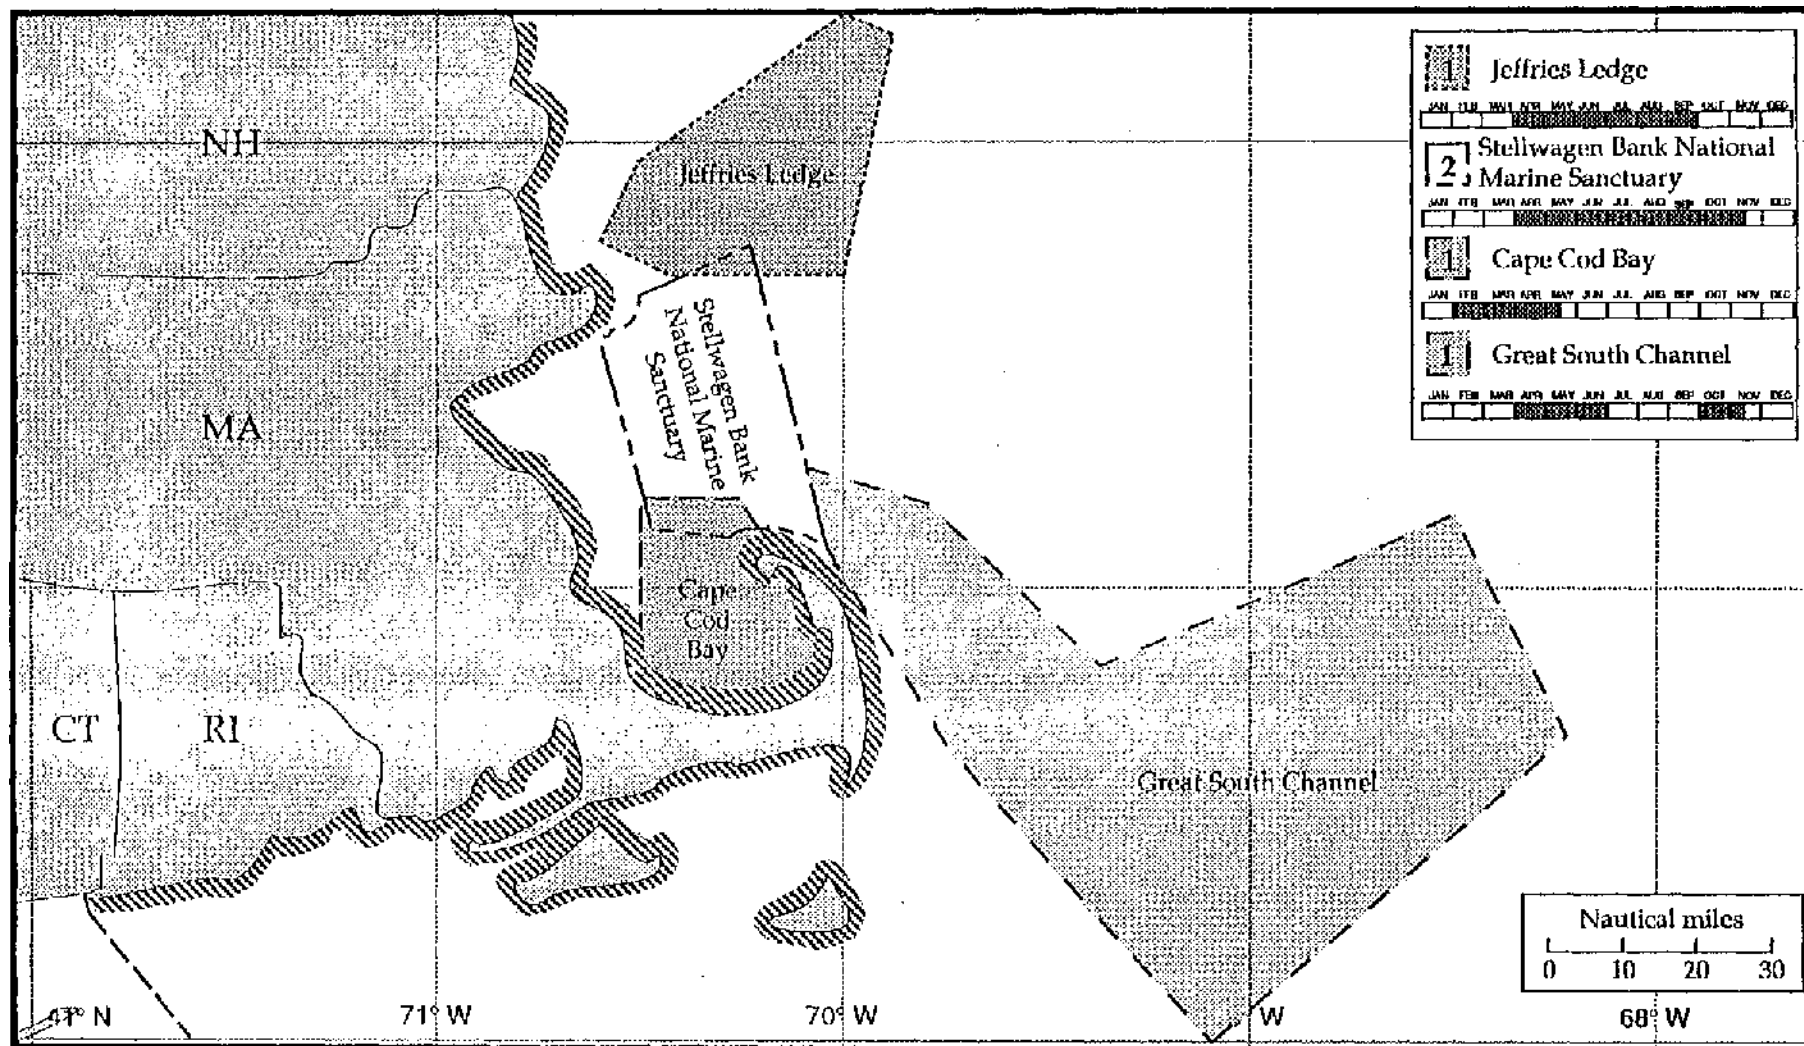 1 Jeffries Ledge
JAN FEB MAR APR MAY JUN JUL AUG SEP OCT NOV DEC
2 Stellwagen Bank National
Marine Sanctuary
JAN FEB MAR APR MAY JUN JUL AUG SEP OCT NOV DEC
1 Cape Cod Bay
JAN FEB MAR APR MAY JUN JUL AUG SEP OCT NOV DEC
1 Great South Channel
JAN FEB MAR APR MAY JUN JUL AUG SEP OCT NOV DEC
NH
Jeffries Ledge
Stellwagen Bank
National Marine
Sanctuary
MA
Cape
Cod
Bay
CT
RI
Great South Channel
Nautical miles
0 10 20 30
41° N
71° W
70° W
W
68° W